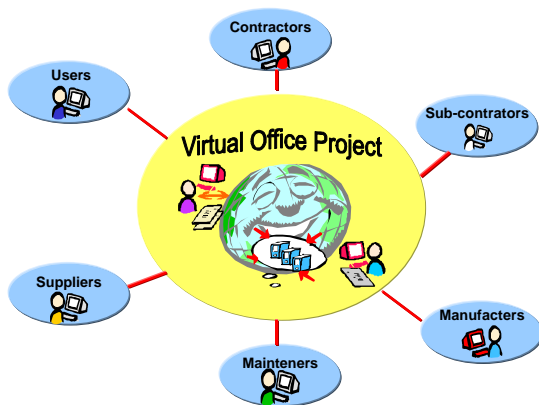 Contractors
Users
Sub-contrators
Virtual Office Project
Suppliers
Manufacters
Mainteners